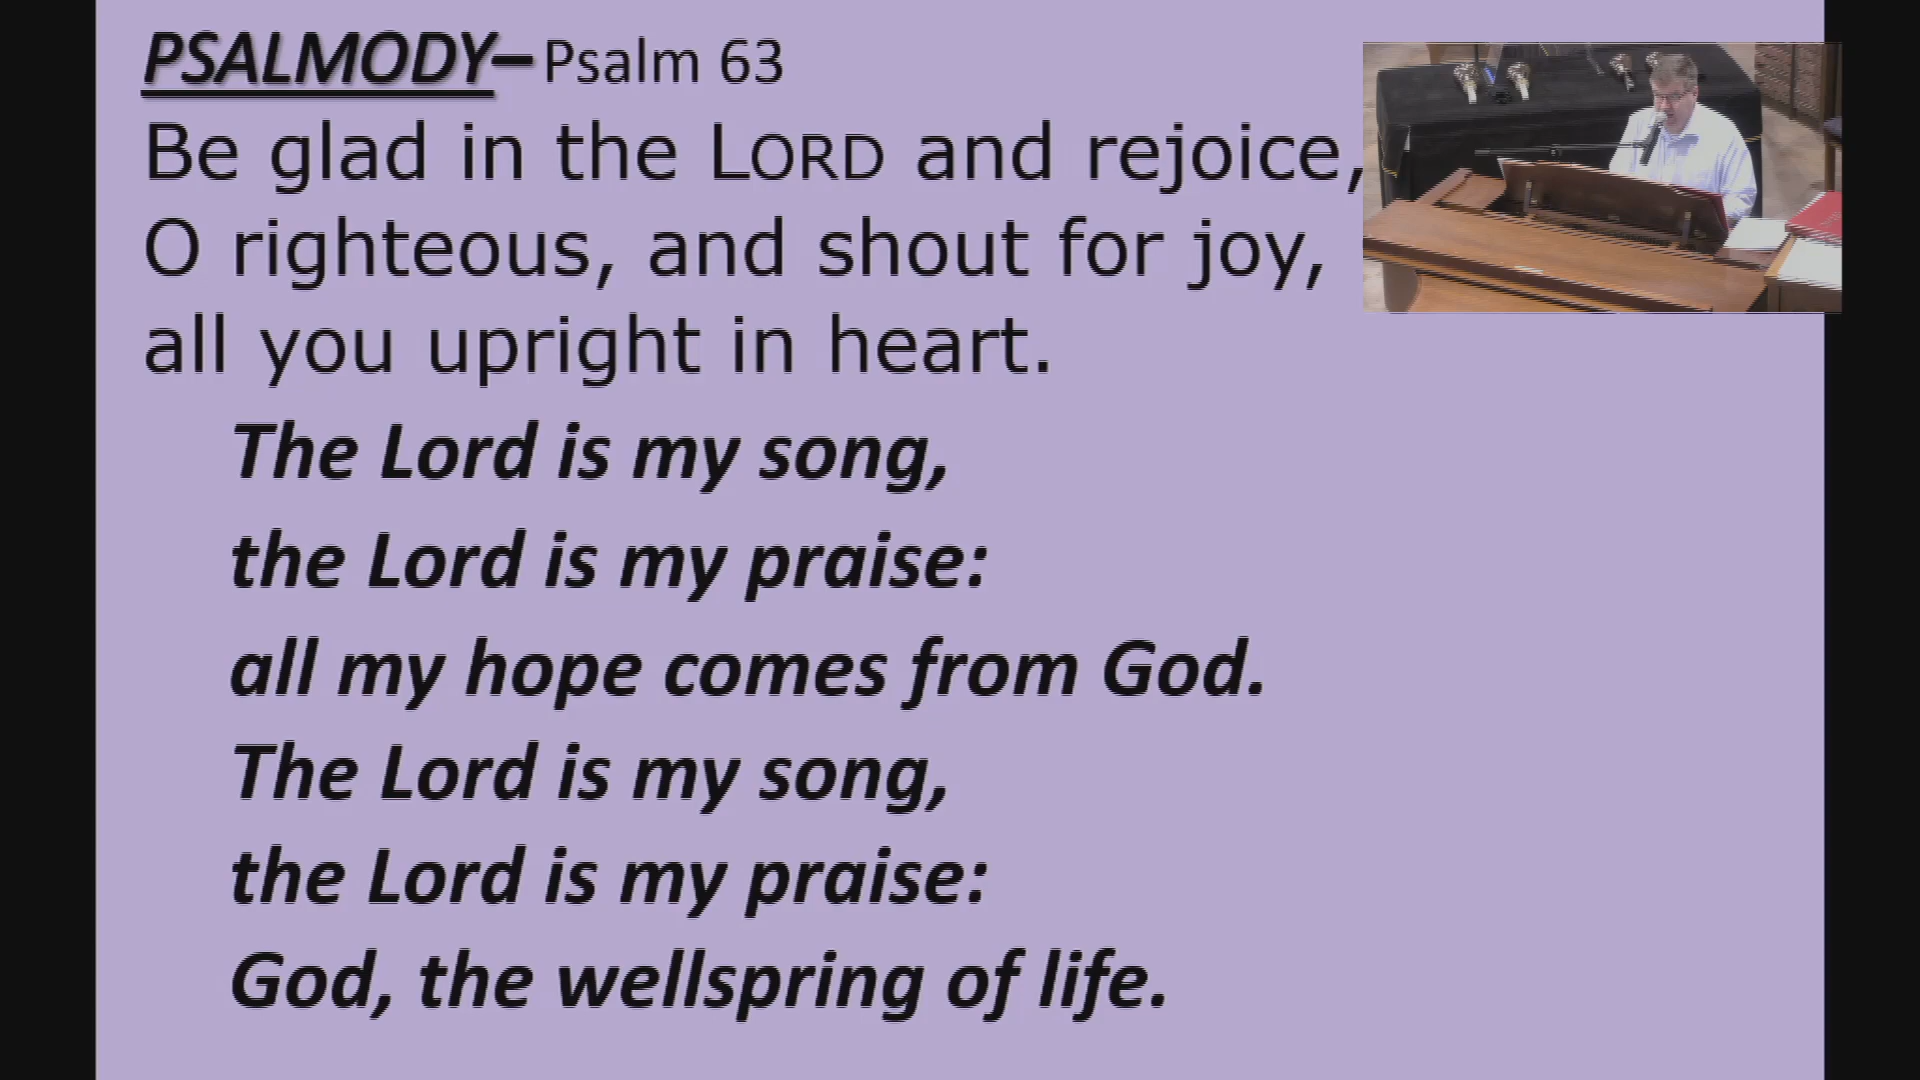 PSALMODY– Psalm 63
Be glad in the LORD and rejoice,
O righteous, and shout for joy,
all you upright in heart.
The Lord is my song,
the Lord is my praise:
all my hope comes from God.
The Lord is my song,
the Lord is my praise:
God, the wellspring of life.